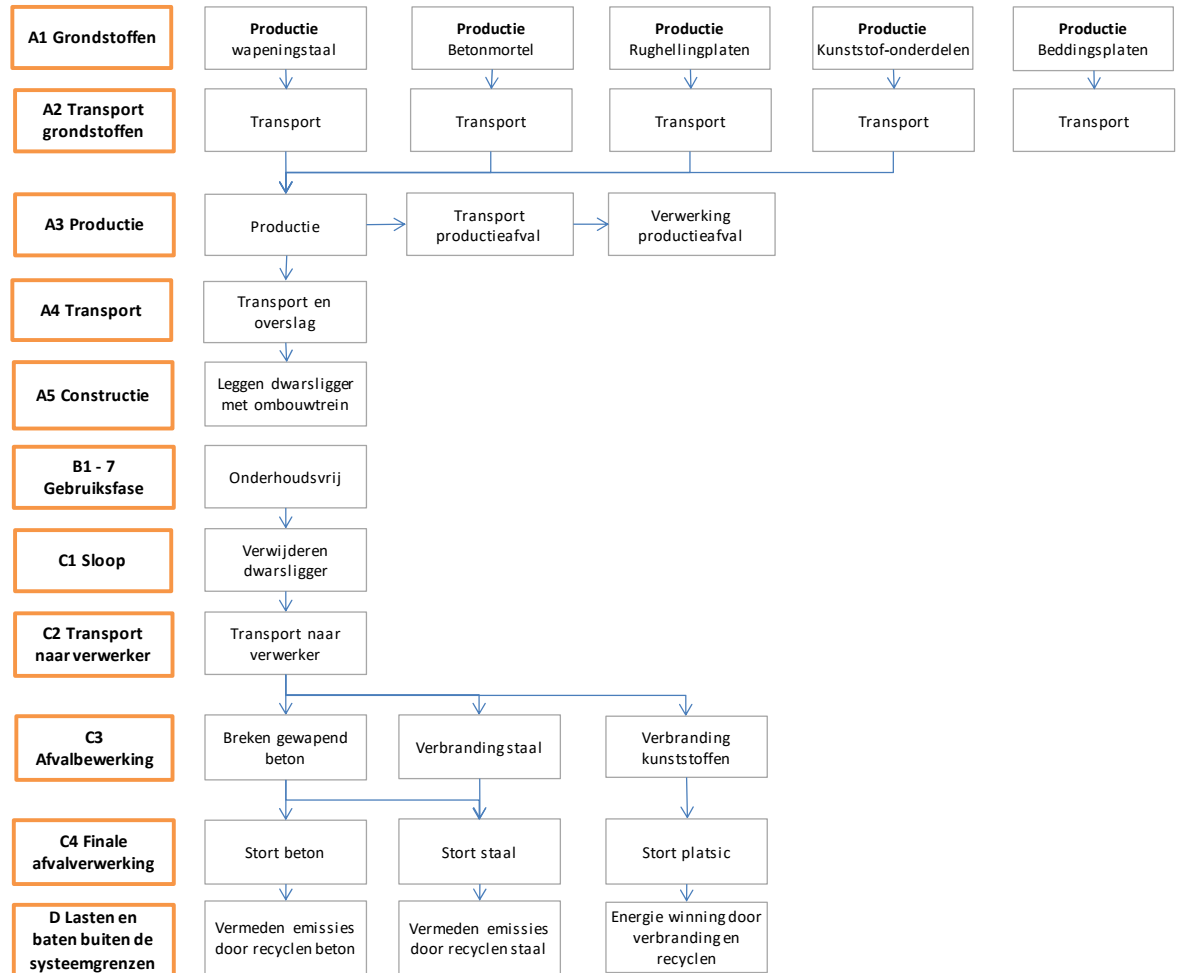 A1 Grondstoffen
Productie
wapeningstaal
Productie
Betonmortel
Productie
Rughellingplaten
Productie
Kunststof-onderdelen
Productie
Beddingsplaten
A2 Transport
grondstoffen
Transport
Transport
Transport
Transport
Transport
A3 Productie
Productie
Transport
productieafval
Verwerking
productieafval
A4 Transport
Transport en
overslag
A5 Constructie
Leggen dwarsligger
met ombouwtrein
B1 - 7
Gebruiksfase
Onderhoudsvrij
C1 Sloop
Verwijderen
dwarsligger
C2 Transport
naar verwerker
Transport naar
verwerker
C3
Afvalbewerking
Breken gewapend
beton
Verbranding staal
Verbranding
kunststoffen
C4 Finale
afvalverwerking
Stort beton
Stort staal
Stort platsic
D Lasten en
baten buiten de
systeemgrenzen
Vermeden emissies
door recyclen beton
Vermeden emissies
door recyclen staal
Energie winning door
verbranding en
recyclen